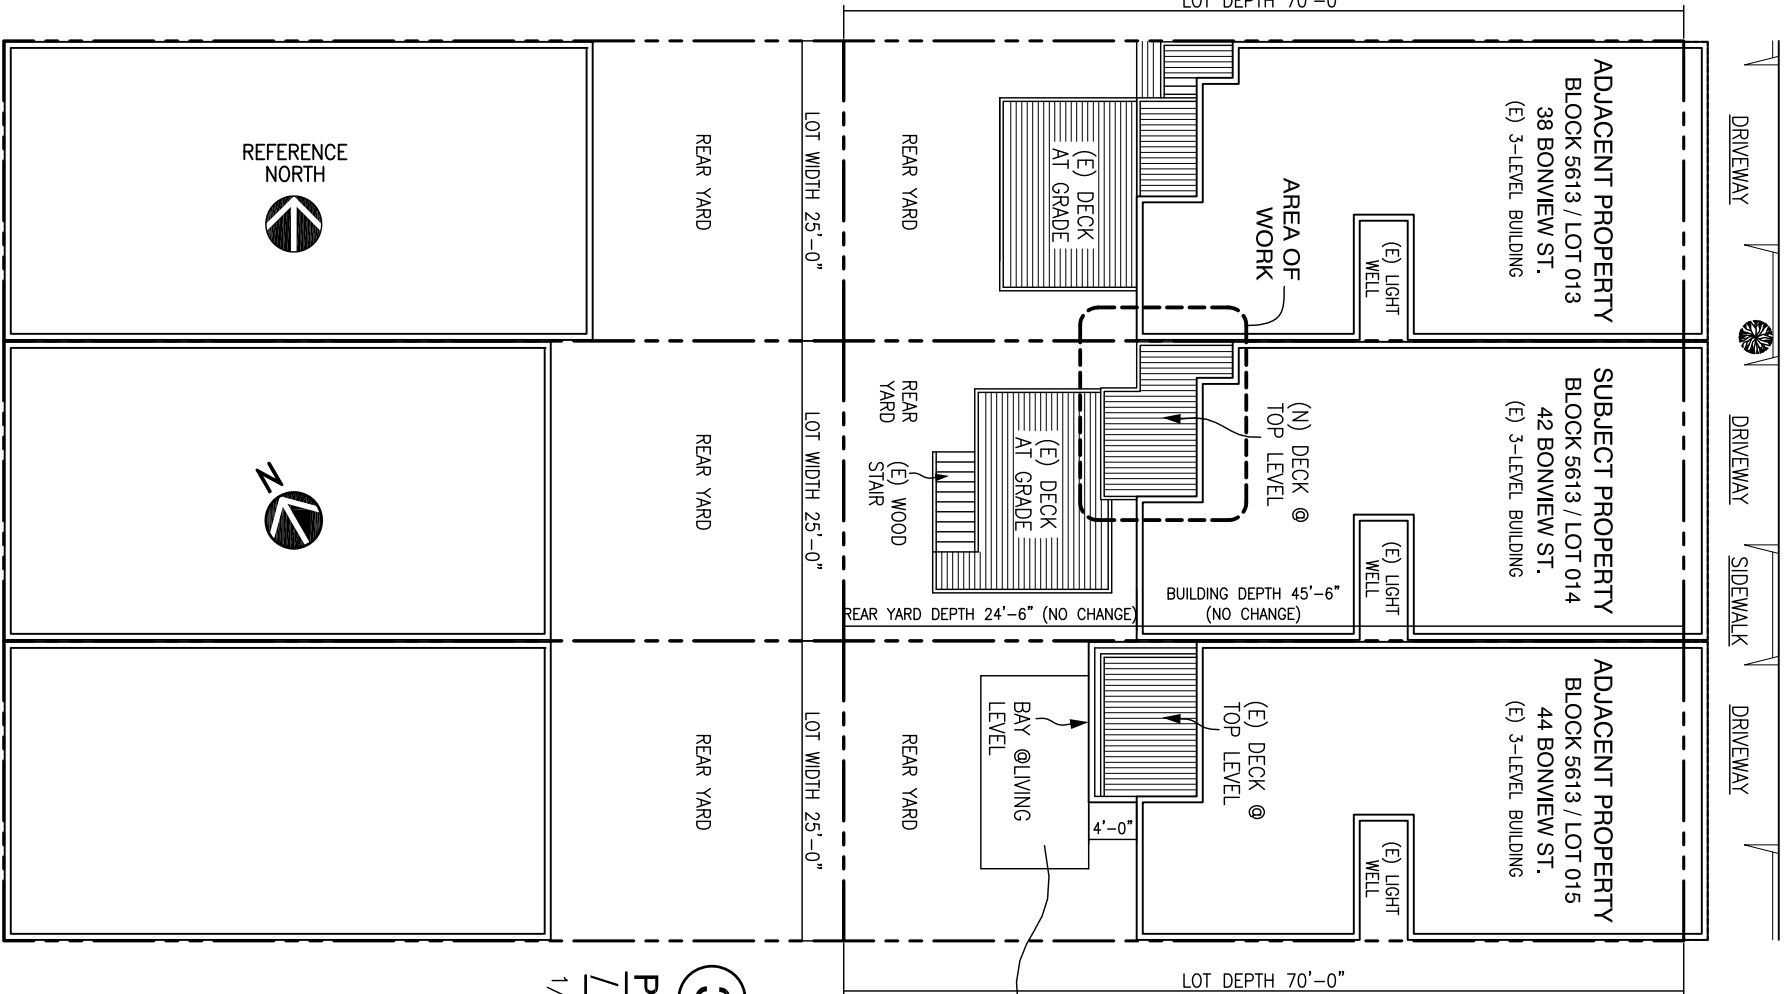 LOT DEPTH 70'-0"
ADJACENT PROPERTY
BLOCK 5613 / LOT 013
38 BONVIEW ST.
(E) 3-LEVEL BUILDING
DRIVEWAY
(E) LIGHT
WELL
AREA OF
WORK
(E) DECK
AT GRADE
REAR YARD
LOT WIDTH 25'-0"
REAR YARD
REFERENCE
NORTH
SUBJECT PROPERTY
BLOCK 5613 / LOT 014
42 BONVIEW ST.
(E) 3-LEVEL BUILDING
DRIVEWAY
SIDEWALK
(E) LIGHT
WELL
(N) DECK @
TOP LEVEL
(E) DECK
AT GRADE
REAR
YARD
(E) WOOD
STAIR
LOT WIDTH 25'-0"
REAR YARD
N
BUILDING DEPTH 45'-6"
(NO CHANGE)
REAR YARD DEPTH 24'-6" (NO CHANGE)
ADJACENT PROPERTY
BLOCK 5613 / LOT 015
44 BONVIEW ST.
(E) 3-LEVEL BUILDING
DRIVEWAY
(E) LIGHT
WELL
(E) DECK @
TOP LEVEL
BAY @LIVING
LEVEL
4'-0"
REAR YARD
LOT WIDTH 25'-0"
REAR YARD
LOT DEPTH 70'-0"